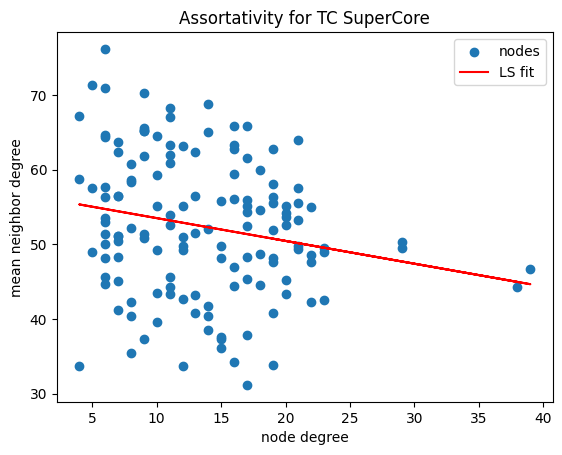 Assortativity for TC SuperCore
nodes
LS fit
mean neighbor degree
70
60
50
40
30
5 10 15 20 25 30 35 40
node degree